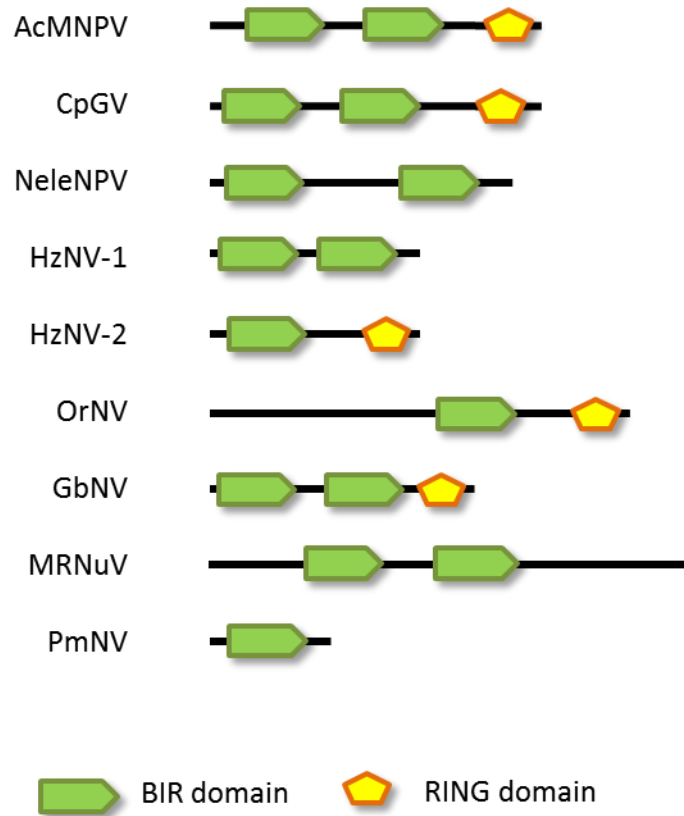 AcMNPV
CpGV
NeleNPV
HzNV-1
HzNV-2
OrNV
GbNV
MRNuV
PmNV
BIR domain RING domain